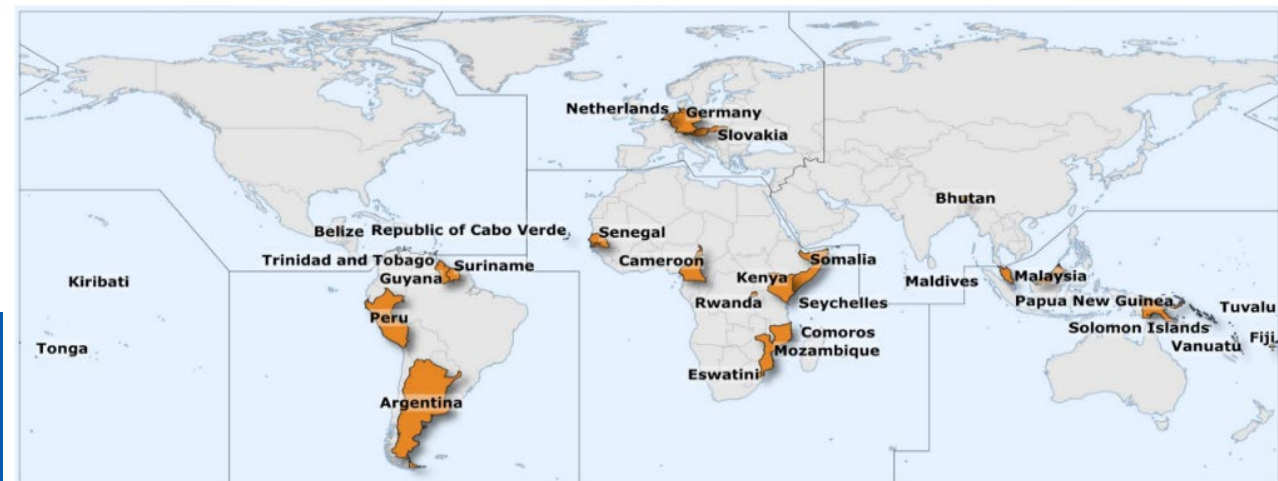 Netherlands
Germany
Slovakia
Bhutan
Belize
Republic of Cabo Verde
Senegal
Trinidad and Tobago
Suriname
Cameroon
Somalia
Kiribati
Guyana
Kenya
Maldives
Malaysia
Rwanda
Seychelles
Papua New Guinea
Tuvalu
Peru
Comoros
Solomon Islands
Fiji
Tonga
Mozambique
Vanuatu
Eswatini
Argentina